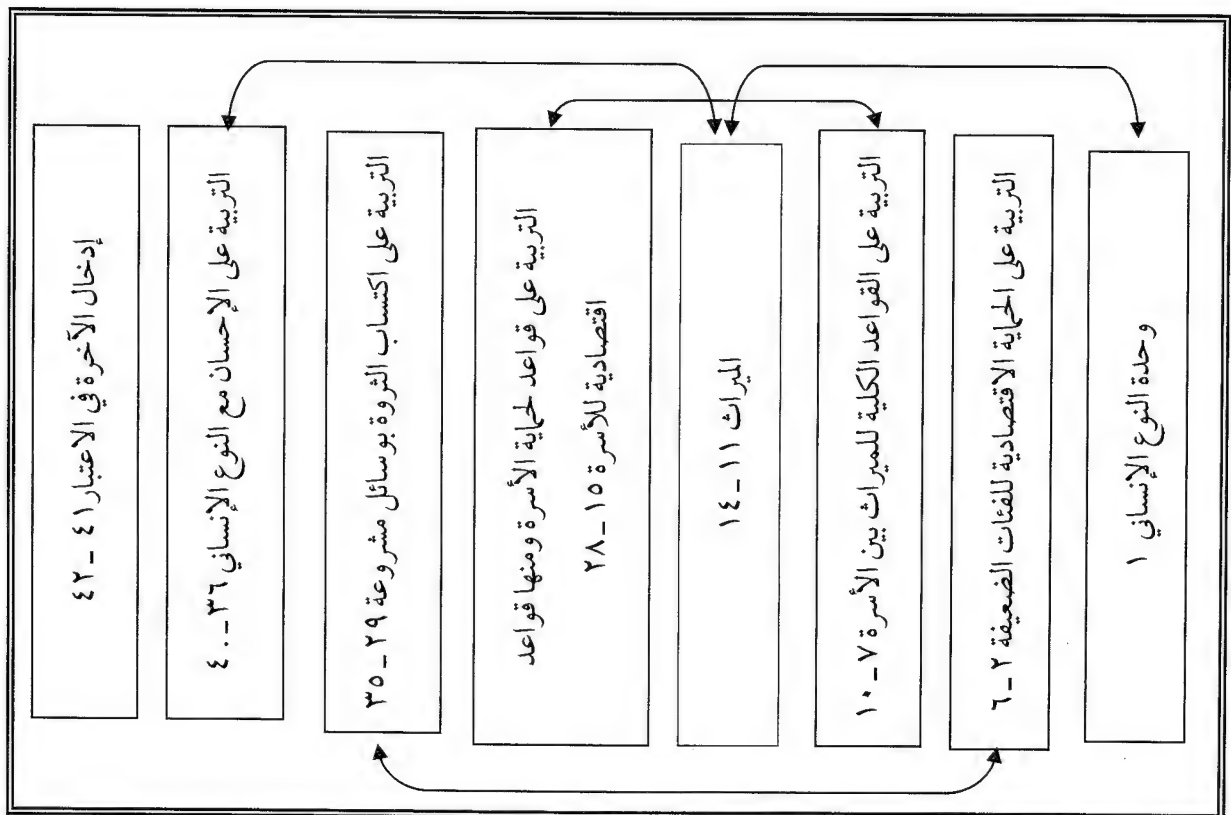 وحدة النوع الإنساني ١
التربية على الحماية الاقتصادية للفئات الضعيفة ٢ـ٦
التربية على القواعد الكلية للميراث بين الأسرة ٧ـ١٠
الميراث ١١ـ١٤
التربية على قواعد لحماية الأسرة ومنها قواعد
اقتصادية للأسرة ١٥ـ٢٨
التربية على اكتساب الثروة بوسائل مشروعة ٢٩ـ٣٥
التربية على الإحسان مع النوع الإنساني ٣٦ـ٤٠
إدخال الآخرة في الاعتبار ٤١ـ٤٢